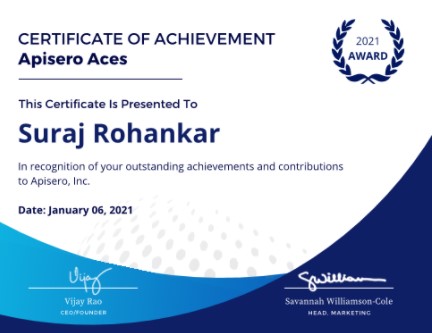 CERTIFICATE OF ACHIEVEMENT
Apisero Aces
2021
AWARD
This Certificate Is Presented To
Suraj Rohankar
In recognition of your outstanding achievements and contributions
to Apisero, Inc.
Date: January 06, 2021
Vijay
Vijay Rao
CEO/FOUNDER
SWilliams
Savannah Williamson-Cole
HEAD, MARKETING